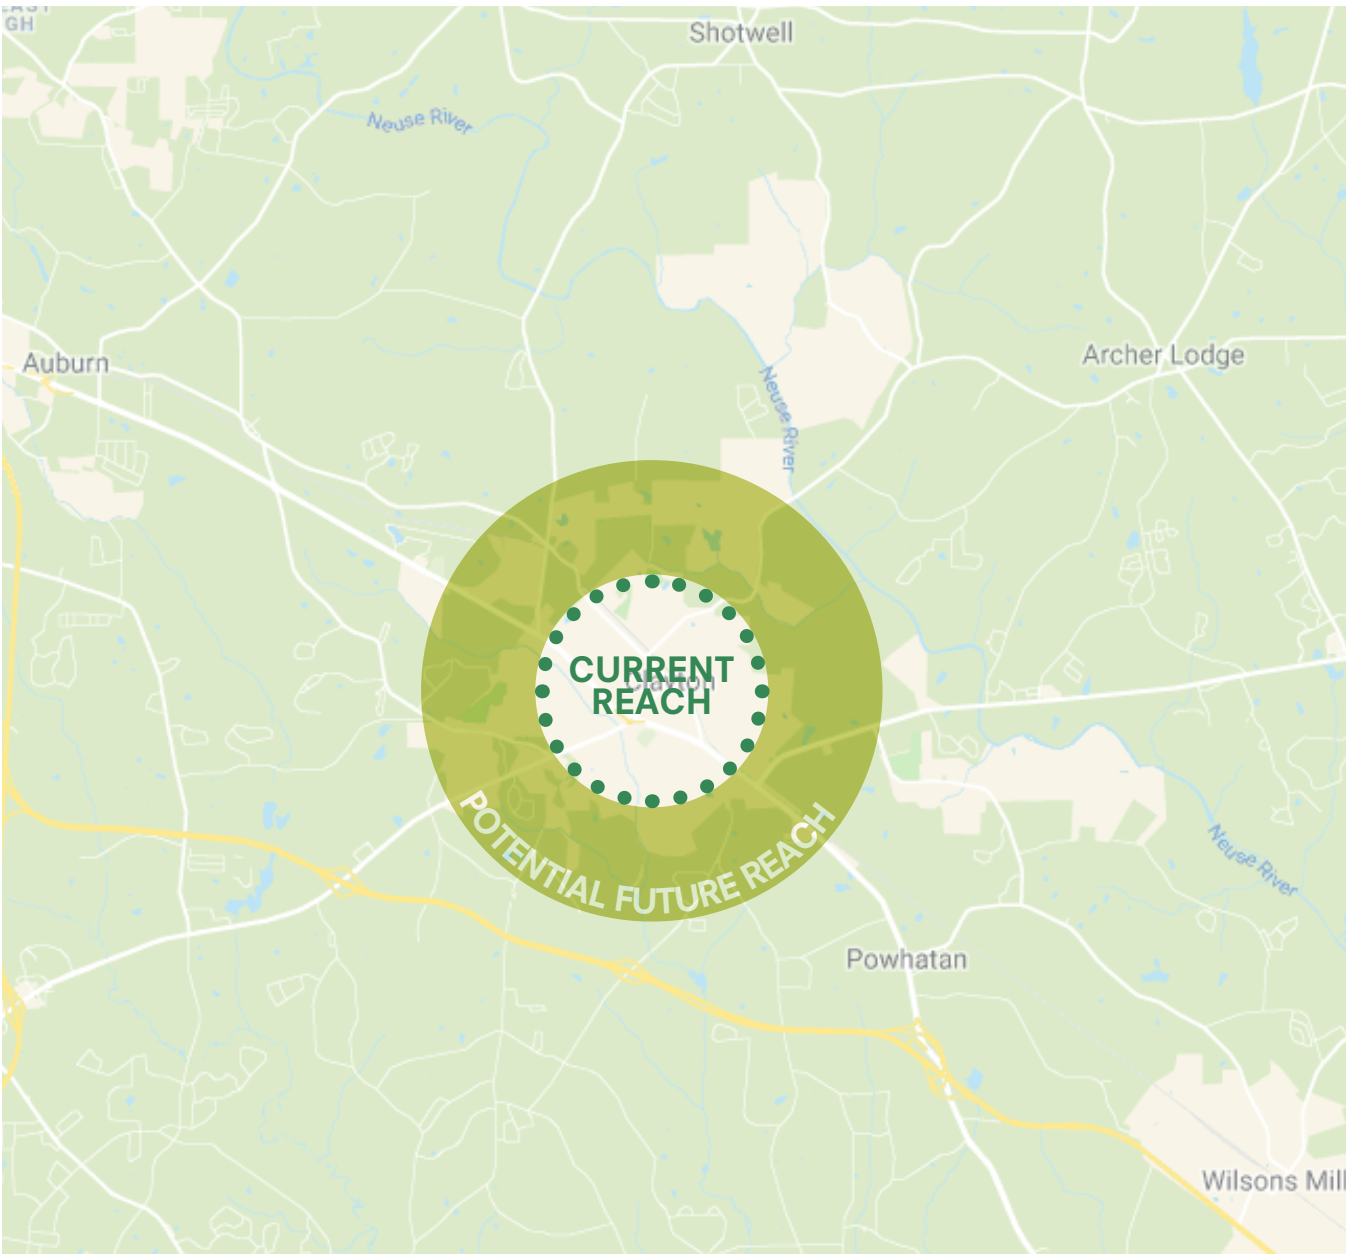 GH
Shotwell
Neuse River
Auburn
Archer Lodge
Neuse River
CURRENT
Clayton
REACH
POTENTIAL FUTURE REACH
Neuse River
Powhatan
Wilsons Mill